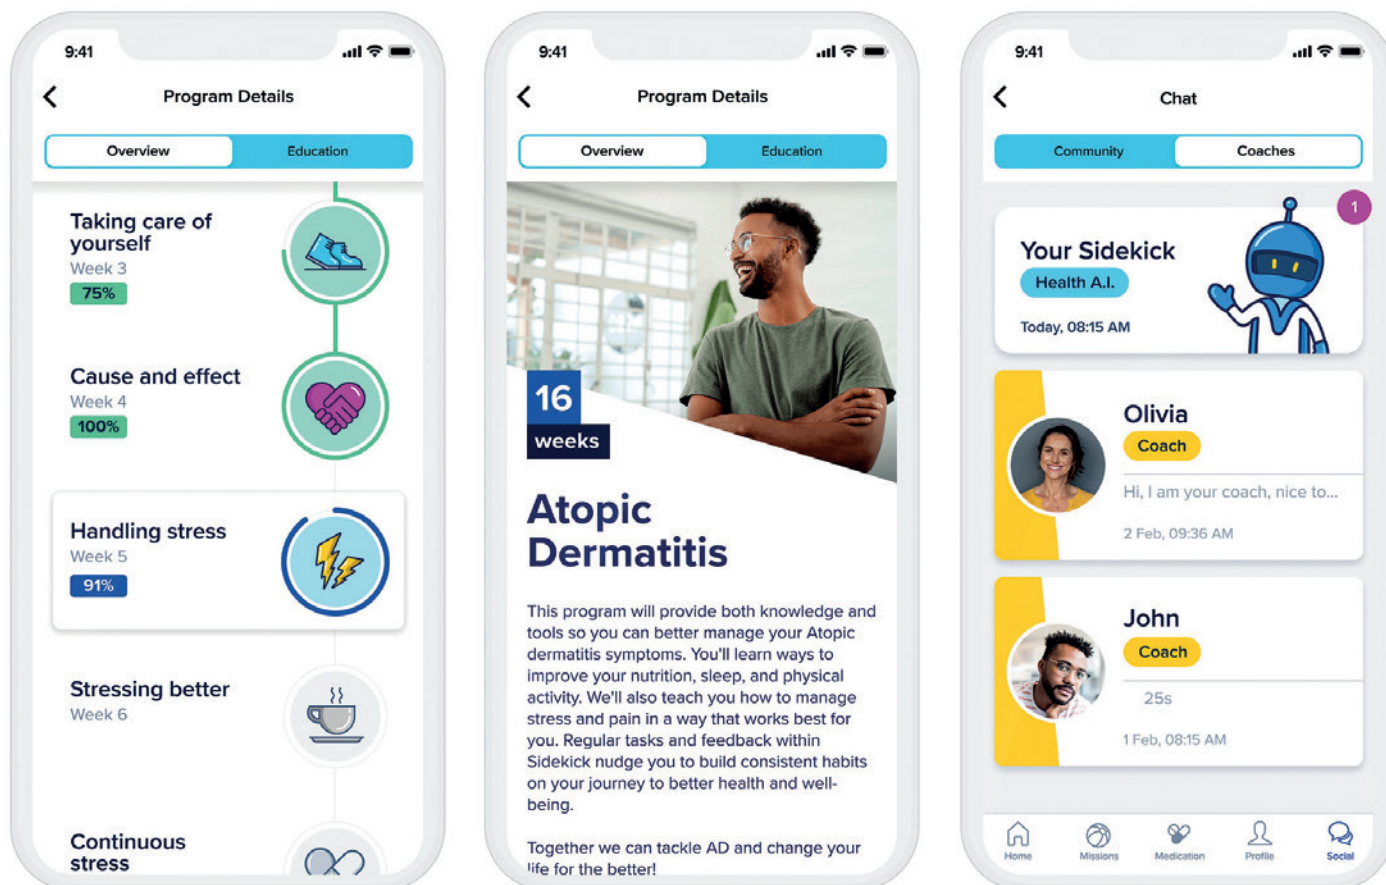 9:41
Program Details
Overview
Education
Taking care of
yourself
Week 3
75%
Cause and effect
Week 4
100%
Handling stress
Week 5
91%
Stressing better
Week 6
Continuous
stress
9:41
Program Details
Overview
Education
16
weeks
Atopic
Dermatitis
This program will provide both knowledge and
tools so you can better manage your Atopic
dermatitis symptoms. You'll learn ways to
improve your nutrition, sleep, and physical
activity. We'll also teach you how to manage
stress and pain in a way that works best for
you. Regular tasks and feedback within
Sidekick nudge you to build consistent habits
on your journey to better health and well-
being.
Together we can tackle AD and change your
life for the better!
9:41
Chat
Community
Coaches
1
Your Sidekick
Health A.I.
Today, 08:15 AM
Olivia
Coach
Hi, I am your coach, nice to...
2 Feb, 09:36 AM
John
Coach
25s
1 Feb, 08:15 AM
Home
Missions
Medication
Profile
Social